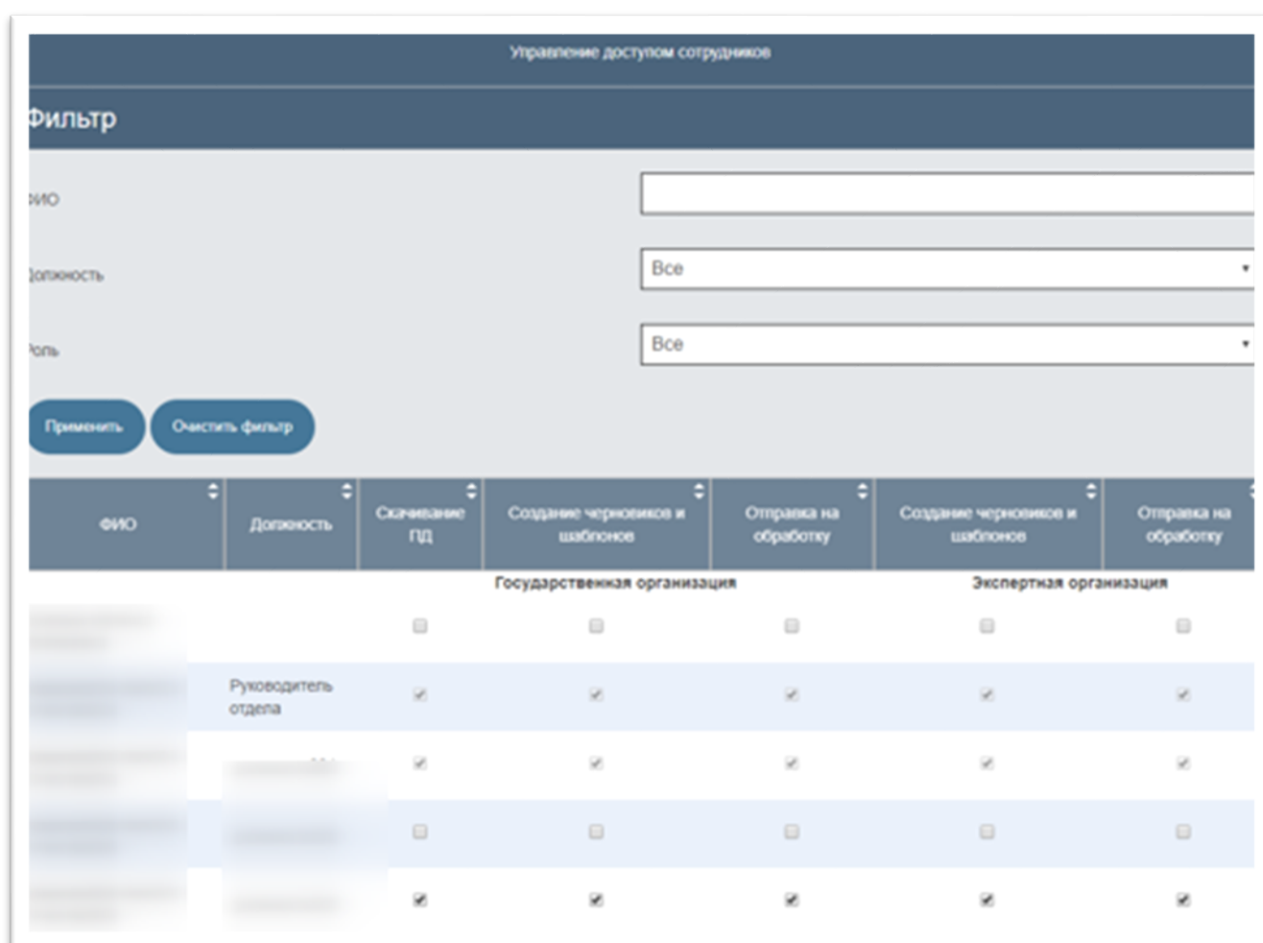 Управление доступом сотрудников
Фильтр
ФИО
Должность
Все
Роль
Все
Применить Очистить фильтр
ФИО Должность Скачивание ПД Создание черновиков и шаблонов Отправка на обработку Создание черновиков и шаблонов Отправка на обработку
Государственная организация Экспертная организация
Руководитель
отдела